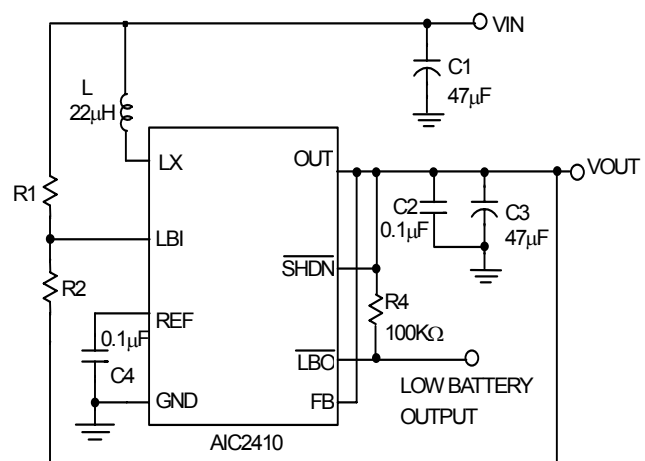 VIN
C1
47µF
L
22µH
LX
OUT
VOUT
R1
C2
0.1µF
C3
47µF
LBI
SHDN
R2
R4
100KΩ
REF
0.1µF
C4
LBO
LOW BATTERY
OUTPUT
GND
FB
AIC2410